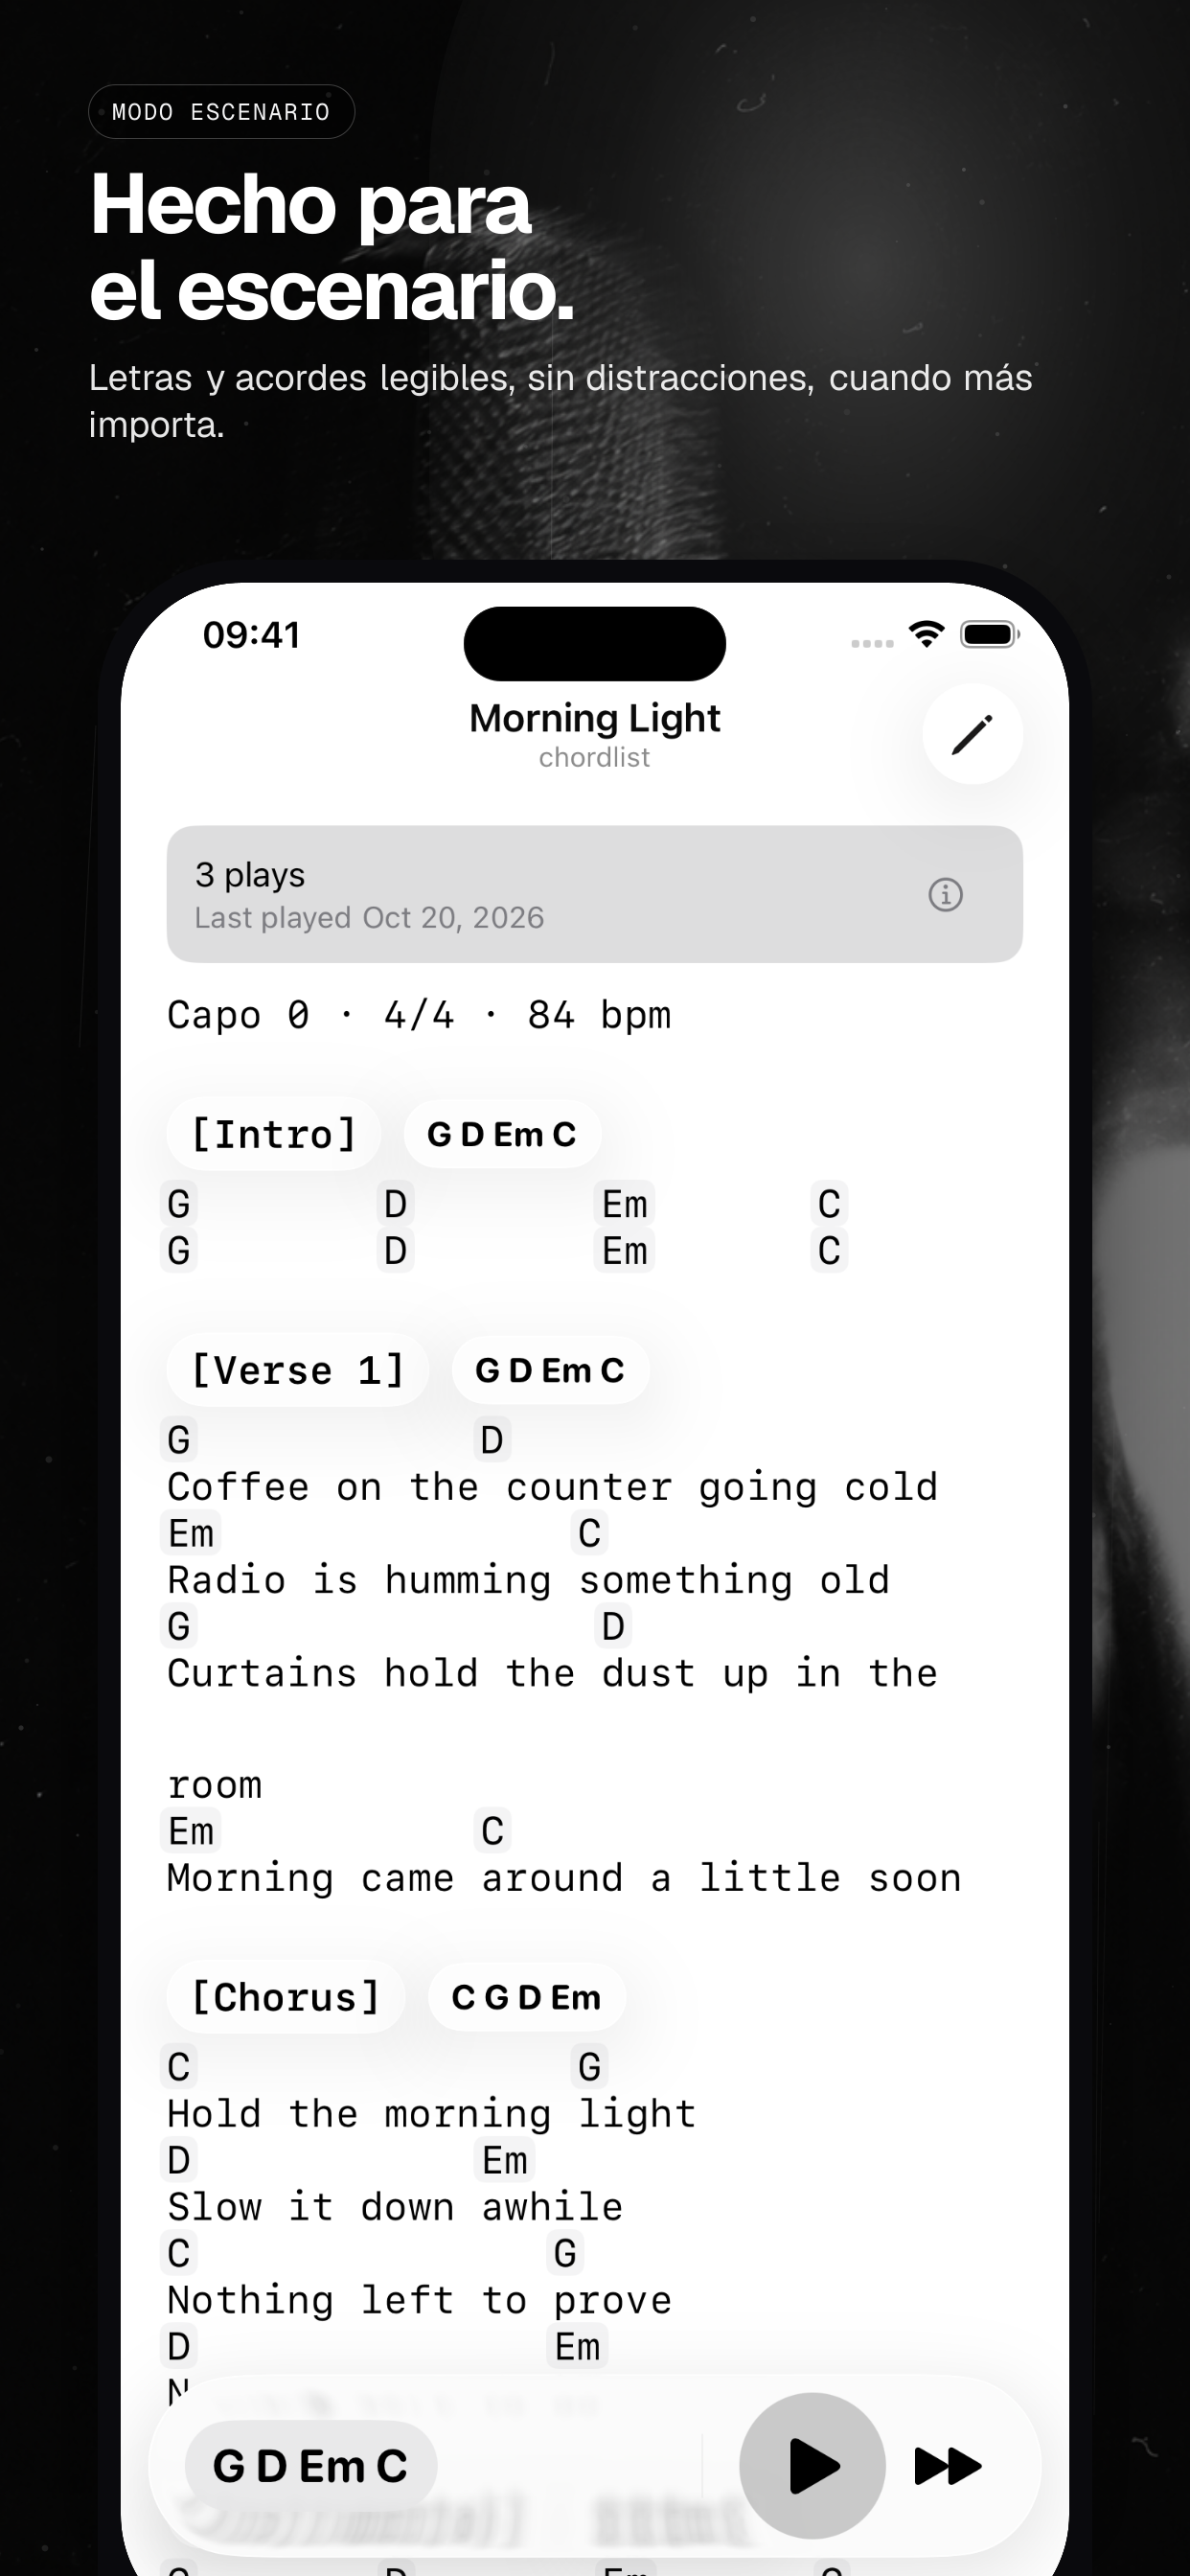 MODO ESCENARIO
Hecho para
el escenario.
Letras y acordes legibles, sin distracciones, cuando más
importa.
09:41
Morning Light
chordlist
3 plays
Last played Oct 20, 2026
Capo 0 · 4/4 · 84 bpm
[Intro] G D Em C
G D Em C
G D Em C
[Verse 1] G D Em C
G D
Coffee on the counter going cold
Em C
Radio is humming something old
G D
Curtains hold the dust up in the
room
Em C
Morning came around a little soon
[Chorus] C G D Em
C G
Hold the morning light
D Em
Slow it down awhile
C G
Nothing left to prove
D Em
G D Em C